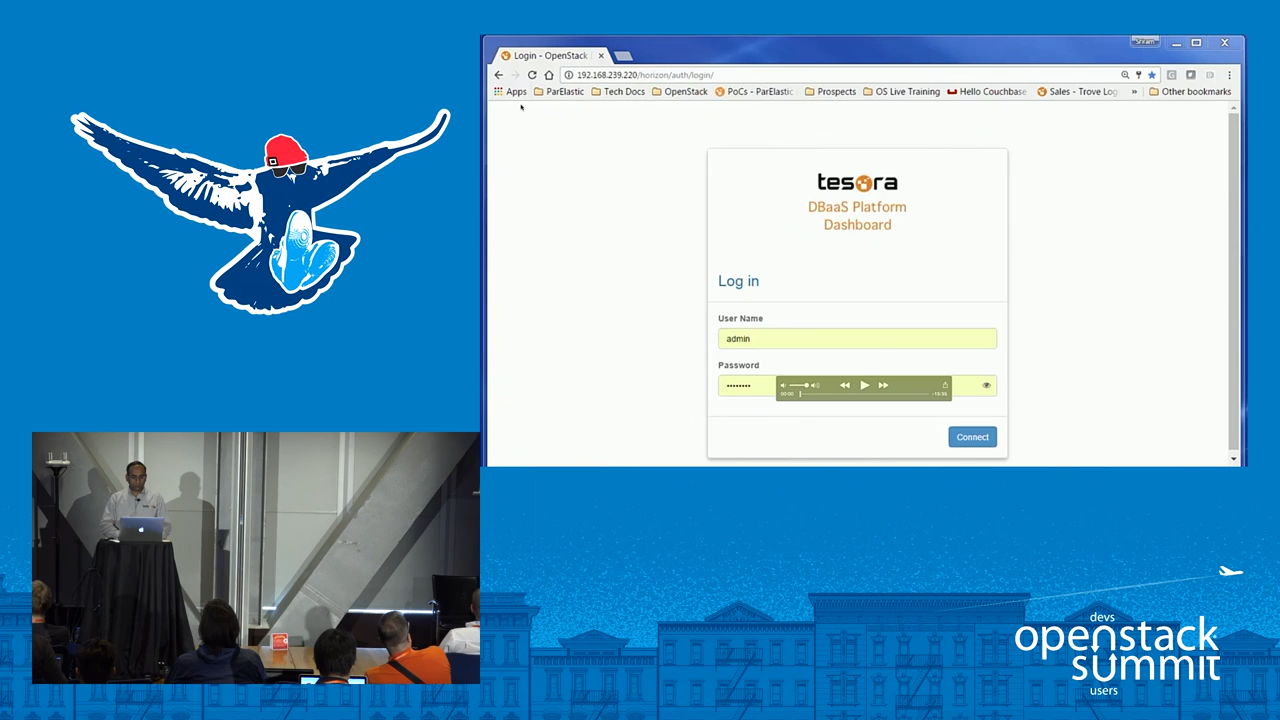 Login - OpenStack
192.168.239.220/horizon/auth/login/
Apps ParElastic Tech Docs OpenStack PoCs - ParElastic Prospects OS Live Training Hello Couchbase Sales - Trove Log » Other bookmarks
tesora
DBaaS Platform
Dashboard
Log in
User Name
admin
Password
00:00
Connect
devs
openstack
summit
users